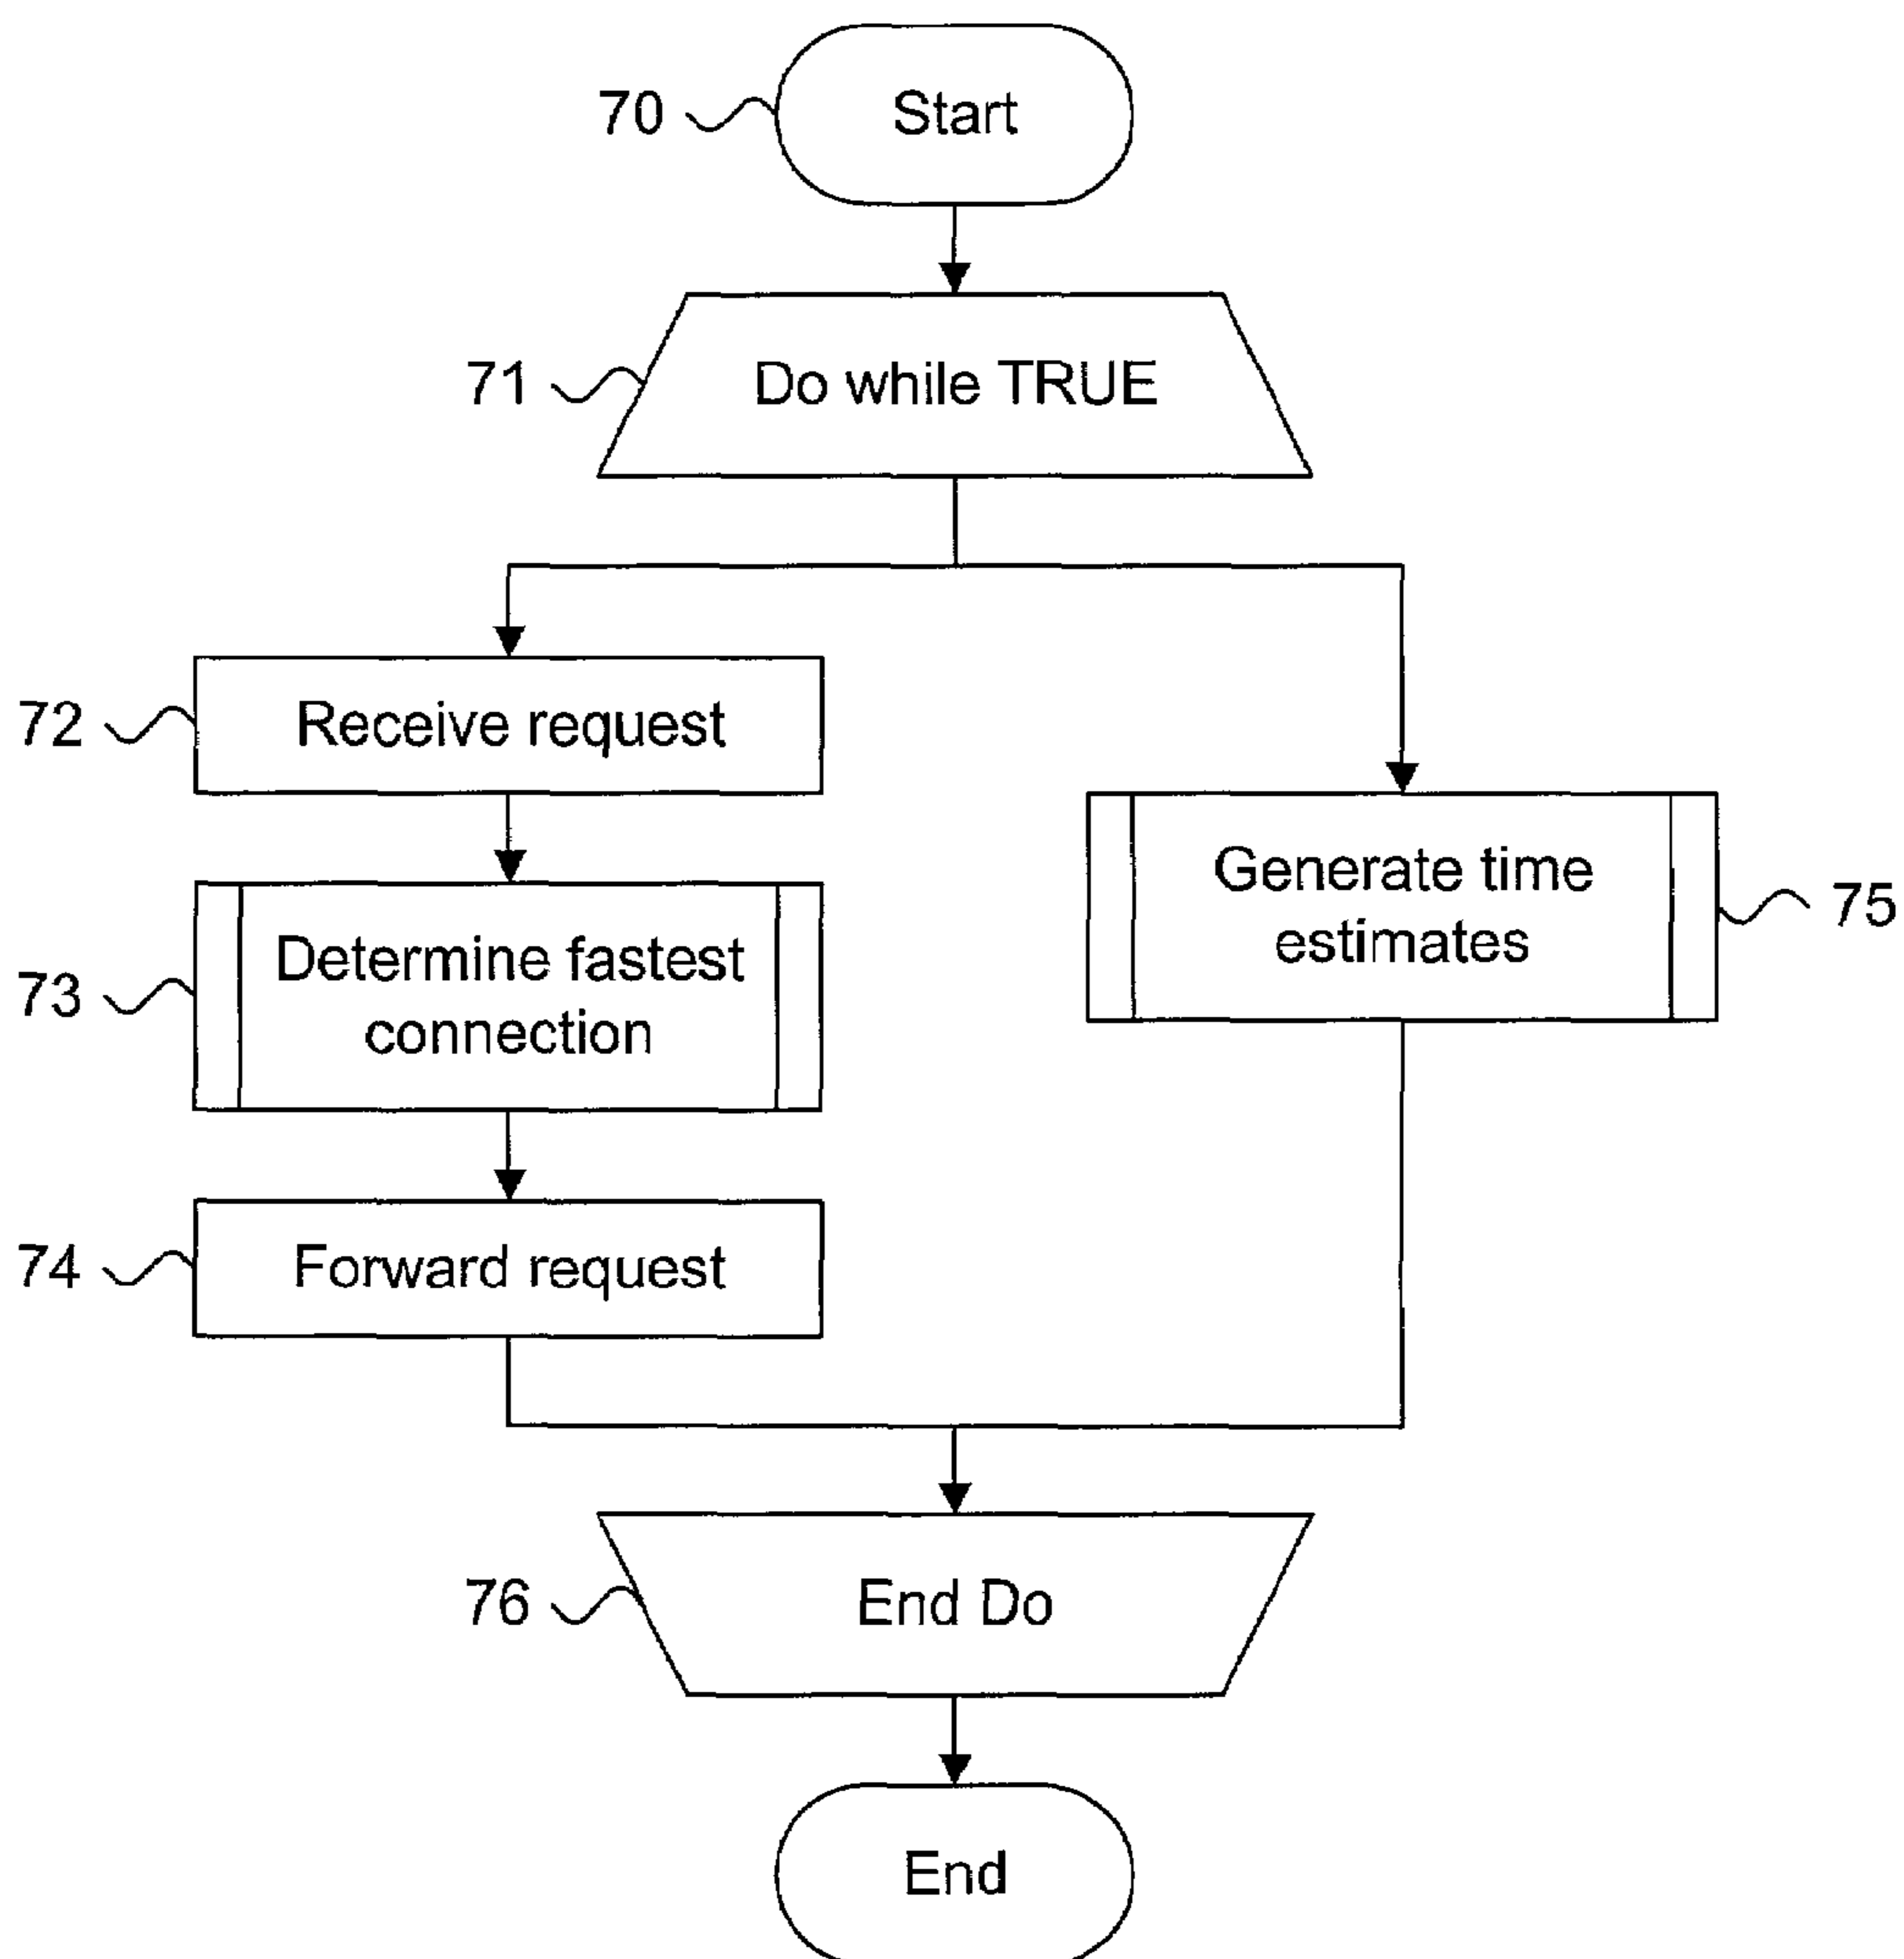 70
Start
71
Do while TRUE
72
Receive request
73
Determine fastest
connection
74
Forward request
Generate time
estimates
75
76
End Do
End